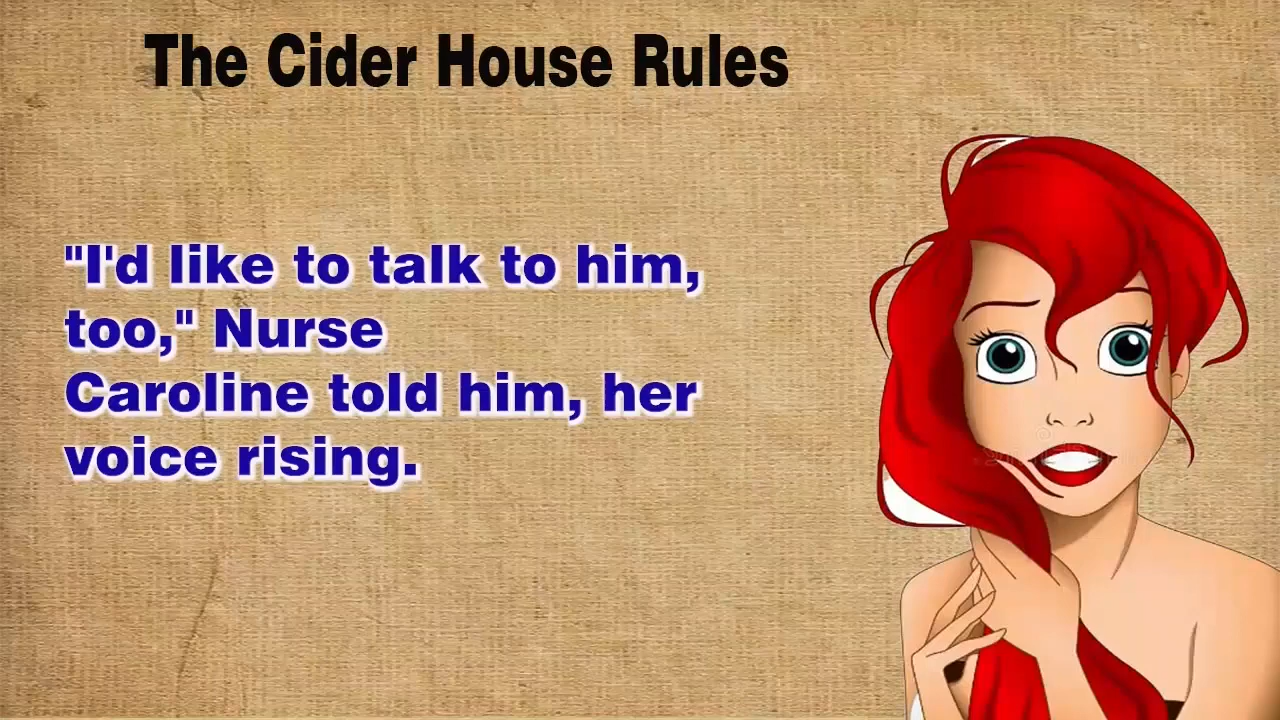 The Cider House Rules
"I'd like to talk to him,
too," Nurse
Caroline told him, her
voice rising.